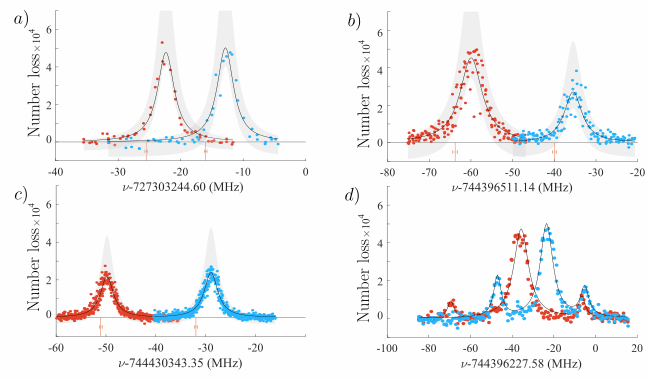 a)
Number loss×10⁴
6
4
2
0
-40 -30 -20 -10 0
ν-727303244.60 (MHz)
b)
Number loss×10⁴
6
4
2
0
-80 -70 -60 -50 -40 -30 -20
ν-744396511.14 (MHz)
c)
Number loss×10⁴
6
4
2
0
-60 -50 -40 -30 -20
ν-744430343.35 (MHz)
d)
Number loss×10⁴
6
4
2
0
-100 -80 -60 -40 -20 0 20
ν-744396227.58 (MHz)